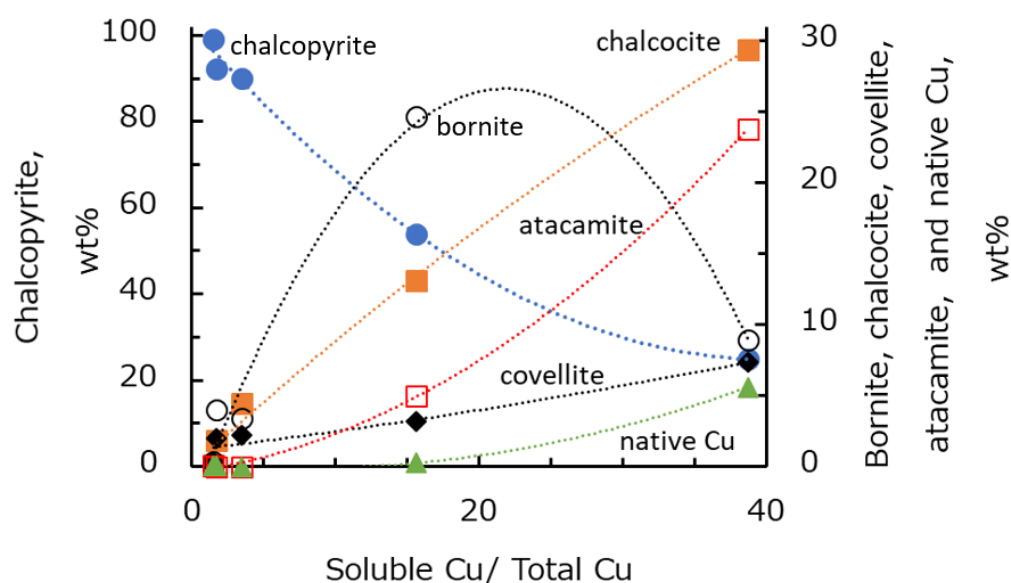 100
80
60
40
20
0
Chalcopyrite,
wt%
chalcopyrite
chalcocite
bornite
atacamite
covellite
native Cu
30
20
10
0
Bornite, chalcocite, covellite,
atacamite, and native Cu,
wt%
0
20
40
Soluble Cu/ Total Cu